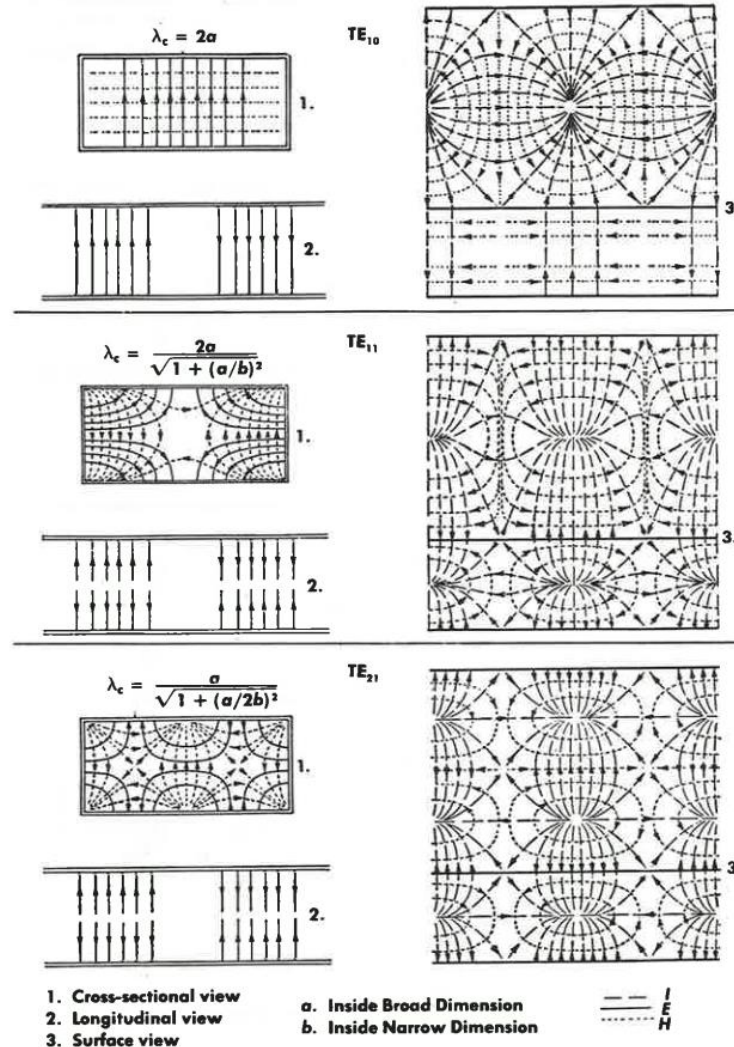 λc = 2a
TE10
1.
2.
3.
λc = 2a / √1 + (a/b)²
TE11
1.
2.
3.
λc = a / √1 + (a/2b)²
TE21
1.
2.
3
1. Cross-sectional view
2. Longitudinal view
3. Surface view
a. Inside Broad Dimension
b. Inside Narrow Dimension
I
E
H